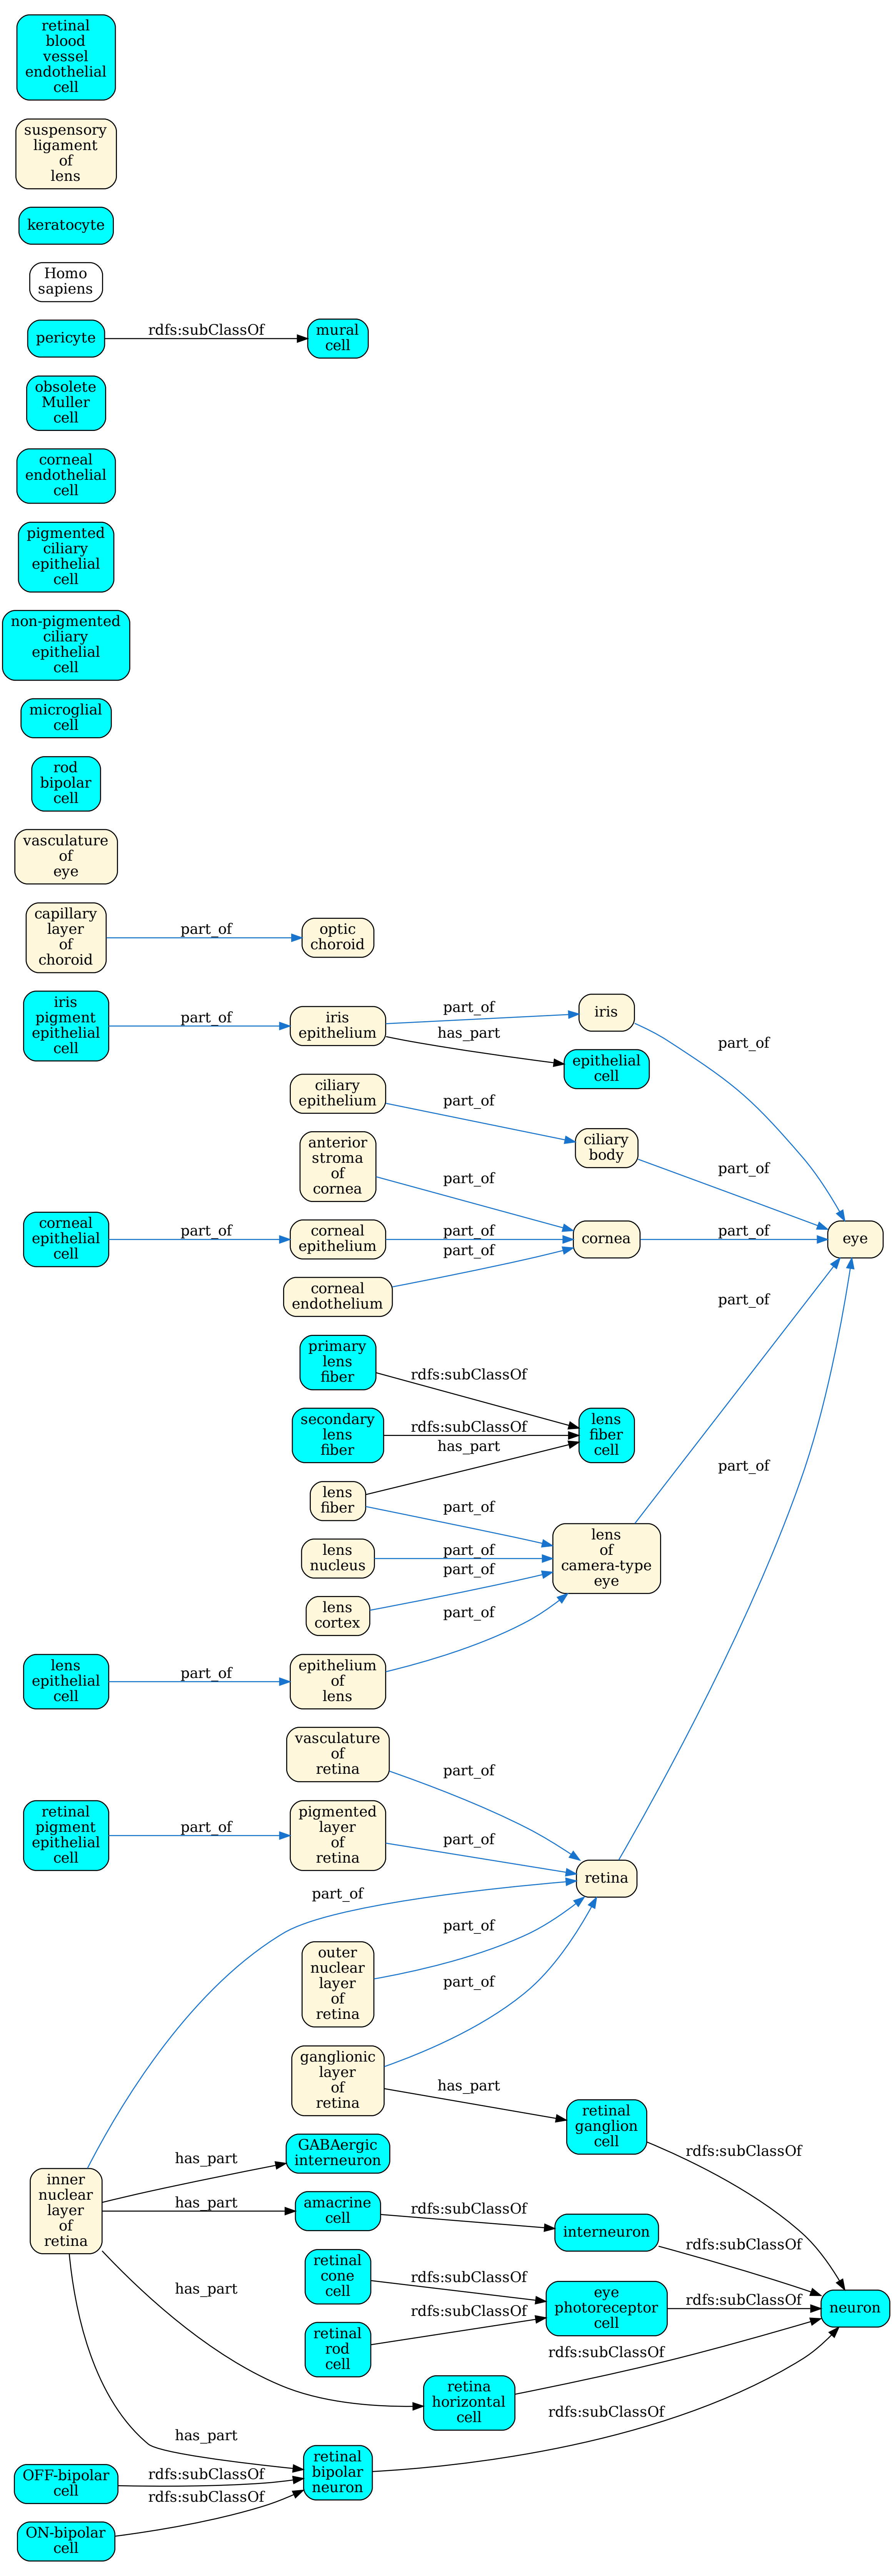 retinal
blood
vessel
endothelial
cell
suspensory
ligament
of
lens
keratocyte
Homo
sapiens
pericyte
rdfs:subClassOf
mural
cell
obsolete
Muller
cell
corneal
endothelial
cell
pigmented
ciliary
epithelial
cell
non-pigmented
ciliary
epithelial
cell
microglial
cell
rod
bipolar
cell
vasculature
of
eye
capillary
layer
of
choroid
part_of
optic
choroid
iris
pigment
epithelial
cell
part_of
iris
epithelium
part_of
has_part
iris
epithelial
cell
part_of
ciliary
epithelium
part_of
ciliary
body
part_of
anterior
stroma
of
cornea
part_of
corneal
epithelial
cell
part_of
corneal
epithelium
part_of
cornea
part_of
eye
corneal
endothelium
part_of
primary
lens
fiber
rdfs:subClassOf
secondary
lens
fiber
rdfs:subClassOf
has_part
lens
fiber
cell
lens
fiber
part_of
lens
nucleus
part_of
lens
of
camera-type
eye
part_of
lens
cortex
part_of
lens
epithelial
cell
part_of
epithelium
of
lens
part_of
vasculature
of
retina
part_of
retinal
pigment
epithelial
cell
part_of
pigmented
layer
of
retina
part_of
retina
part_of
part_of
outer
nuclear
layer
of
retina
part_of
ganglionic
layer
of
retina
part_of
has_part
retinal
ganglion
cell
rdfs:subClassOf
inner
nuclear
layer
of
retina
has_part
GABAergic
interneuron
has_part
amacrine
cell
rdfs:subClassOf
interneuron
rdfs:subClassOf
retinal
cone
cell
rdfs:subClassOf
eye
photoreceptor
cell
rdfs:subClassOf
neuron
retinal
rod
cell
rdfs:subClassOf
has_part
retina
horizontal
cell
rdfs:subClassOf
has_part
retinal
bipolar
neuron
rdfs:subClassOf
OFF-bipolar
cell
rdfs:subClassOf
ON-bipolar
cell
rdfs:subClassOf